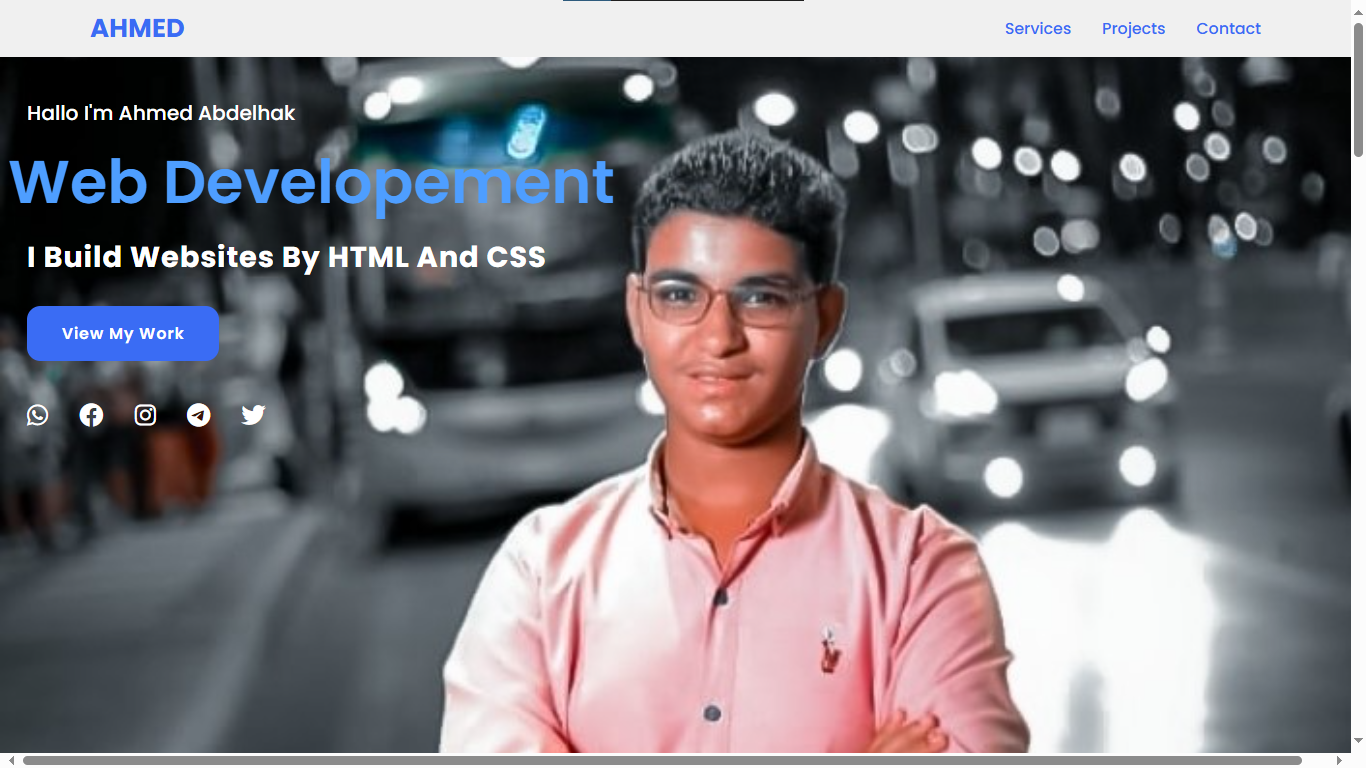 AHMED
Services Projects Contact
Hallo I'm Ahmed Abdelhak
Web Developement
I Build Websites By HTML And CSS
View My Work